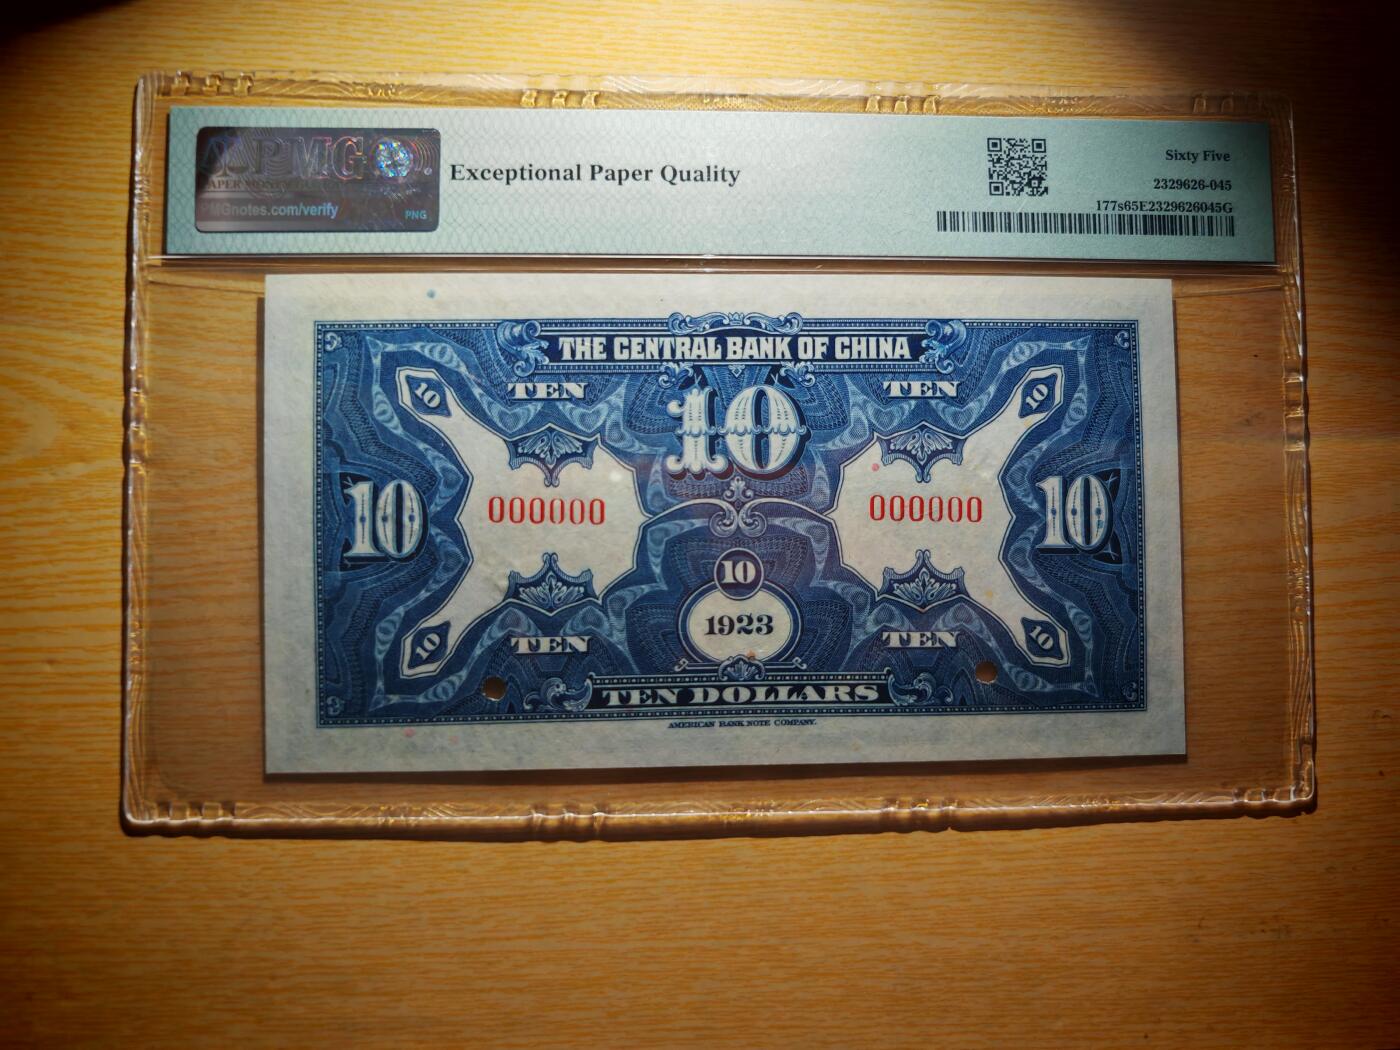 PMG
PMGnotes.com/verify
PNG
Exceptional Paper Quality
Sixty Five
2329626-045
177s65E2329626045G
THE CENTRAL BANK OF CHINA
10 TEN 10 TEN 10
000000 000000
10 10
10
1923
10 TEN TEN 10
TEN DOLLARS
AMERICAN BANK NOTE COMPANY.